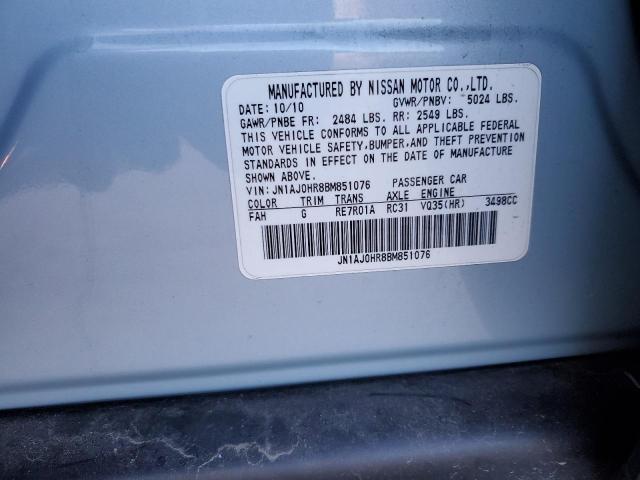 MANUFACTURED BY NISSAN MOTOR CO.,LTD.
DATE: 10/10 GVWR/PNBV: 5024 LBS.
GAWR/PNBE FR: 2484 LBS. RR: 2549 LBS.
THIS VEHICLE CONFORMS TO ALL APPLICABLE FEDERAL
MOTOR VEHICLE SAFETY,BUMPER,AND THEFT PREVENTION
STANDARDS IN EFFECT ON THE DATE OF MANUFACTURE
SHOWN ABOVE.
VIN: JN1AJ0HR8BM851076 PASSENGER CAR
COLOR TRIM TRANS AXLE ENGINE
FAH G RE7R01A RC31 VQ35(HR) 3498CC
JN1AJ0HR8BM851076